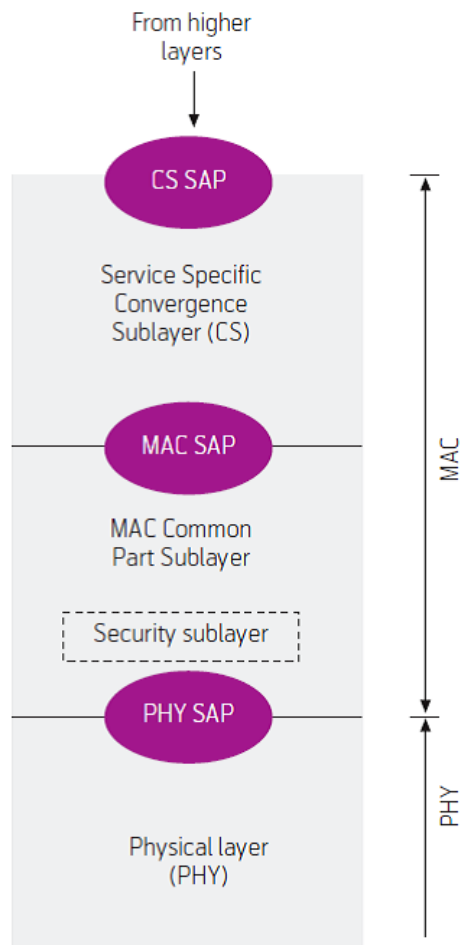 From higher
layers
CS SAP
Service Specific
Convergence
Sublayer (CS)
MAC SAP
MAC Common
Part Sublayer
Security sublayer
PHY SAP
Physical layer
(PHY)
MAC
PHY